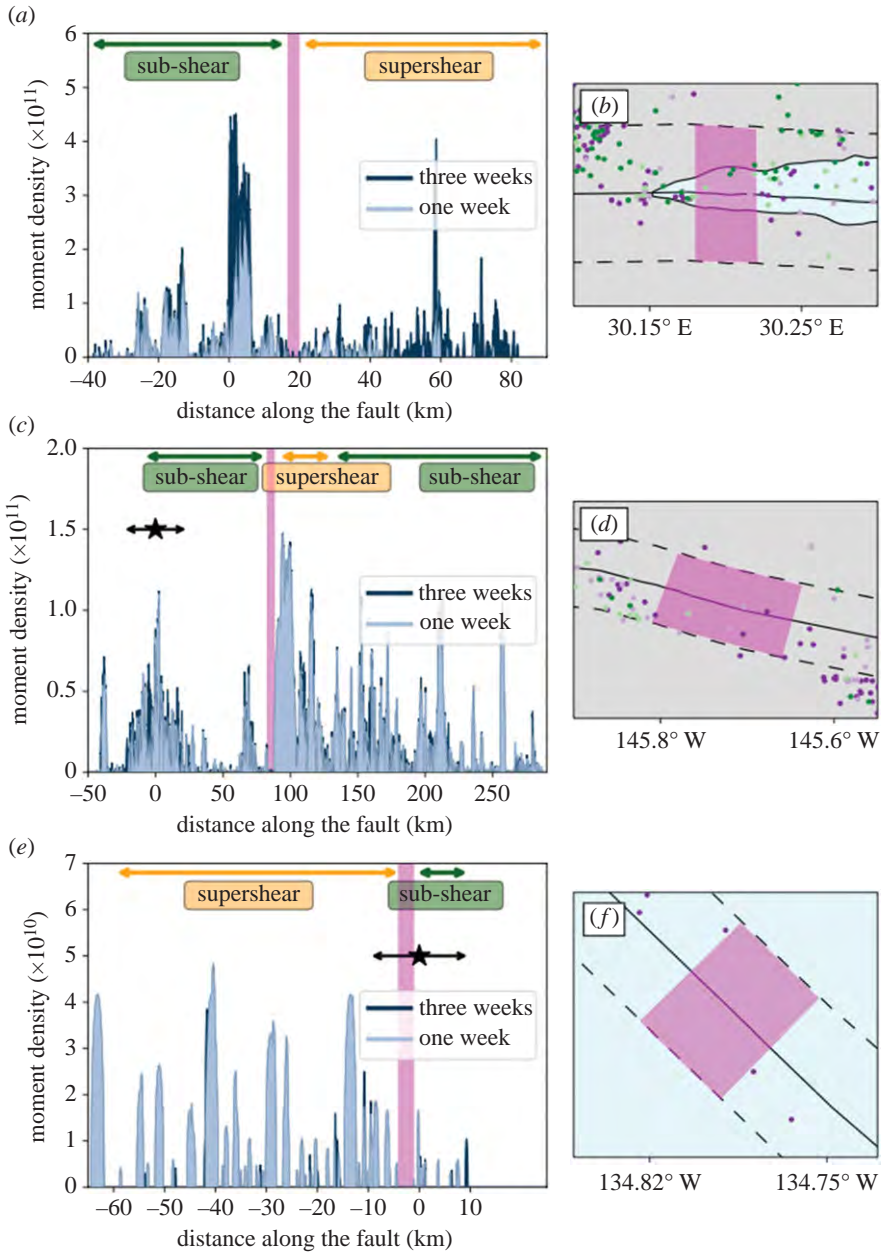 (a)
6
sub-shear
supershear
5
4
three weeks
one week
3
2
1
0
moment density (×10¹¹)
–40
–20
0
20
40
60
80
distance along the fault (km)
(b)
30.15° E
30.25° E
(c)
2.0
sub-shear
supershear
sub-shear
1.5
three weeks
one week
1.0
0.5
0
moment density (×10¹¹)
–50
0
50
100
150
200
250
distance along the fault (km)
(d)
145.8° W
145.6° W
(e)
7
supershear
sub-shear
6
5
three weeks
one week
4
3
2
1
0
moment density (×10¹⁰)
–60
–50
–40
–30
–20
–10
0
10
distance along the fault (km)
(f)
134.82° W
134.75° W